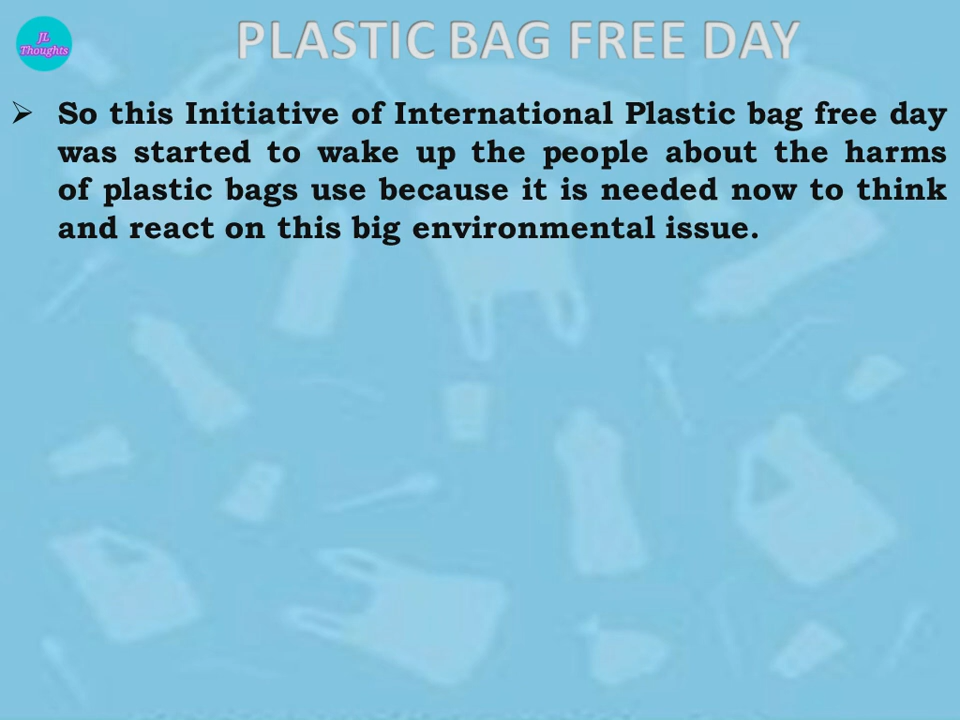 JL
Thoughts
PLASTIC BAG FREE DAY
➢ So this Initiative of International Plastic bag free day
was started to wake up the people about the harms
of plastic bags use because it is needed now to think
and react on this big environmental issue.